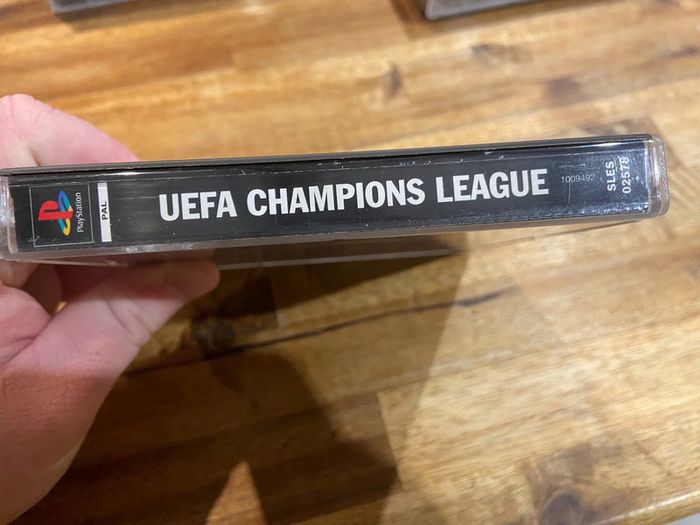 PlayStation
PAL
UEFA CHAMPIONS LEAGUE
1009492
SLES
02578